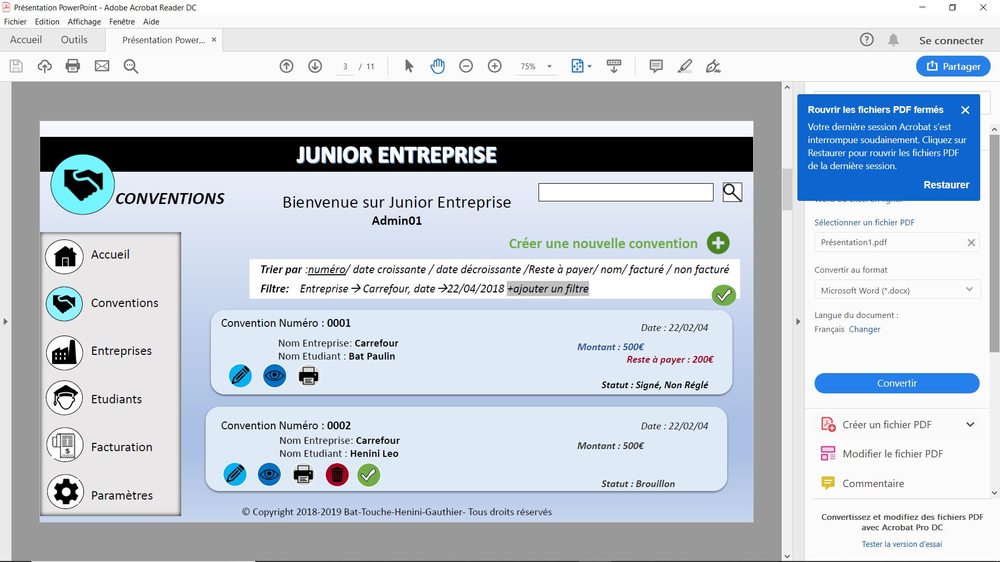 Présentation PowerPoint - Adobe Acrobat Reader DC
Fichier Edition Affichage Fenêtre Aide
Accueil Outils Présentation Power... ×
Se connecter
3 / 11
75%
Partager
Rouvrir les fichiers PDF fermés
Votre dernière session Acrobat s'est
interrompue soudainement. Cliquez sur
Restaurer pour rouvrir les fichiers PDF
de la dernière session.
Restaurer
JUNIOR ENTREPRISE
CONVENTIONS
Bienvenue sur Junior Entreprise
Admin01
Accueil
Conventions
Entreprises
Etudiants
Facturation
Paramètres
Créer une nouvelle convention
Trier par :numéro/ date croissante / date décroissante /Reste à payer/ nom/ facturé / non facturé
Filtre: Entreprise → Carrefour, date →22/04/2018 +ajouter un filtre
Convention Numéro : 0001
Date : 22/02/04
Nom Entreprise: Carrefour
Montant : 500€
Nom Etudiant : Bat Paulin
Reste à payer : 200€
Statut : Signé, Non Réglé
Convention Numéro : 0002
Date : 22/02/04
Nom Entreprise: Carrefour
Montant : 500€
Nom Etudiant : Henini Leo
Statut : Brouillon
© Copyright 2018-2019 Bat-Touche-Henini-Gauthier- Tous droits réservés
Sélectionner un fichier PDF
Présentation1.pdf
Convertir au format
Microsoft Word (*.docx)
Langue du document :
Français Changer
Convertir
Créer un fichier PDF
Modifier le fichier PDF
Commentaire
Convertissez et modifiez des fichiers PDF
avec Acrobat Pro DC
Tester la version d'essai